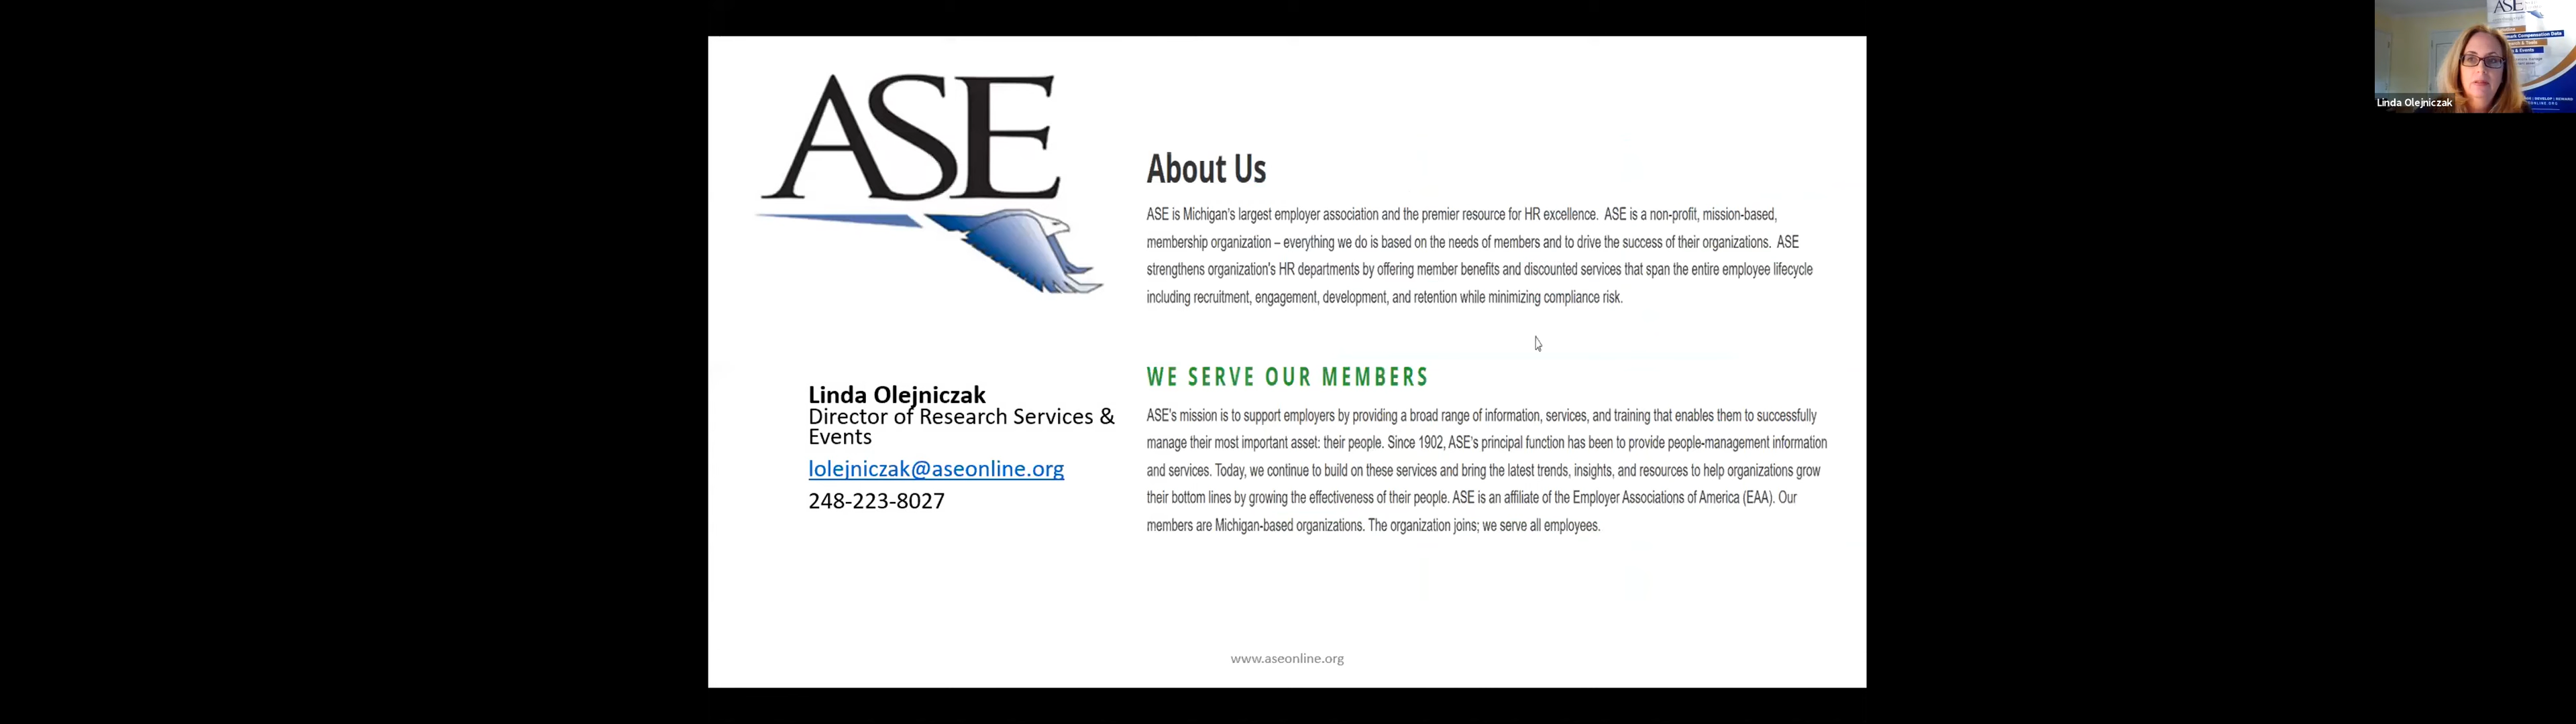 ASE
About Us
ASE is Michigan's largest employer association and the premier resource for HR excellence. ASE is a non-profit, mission-based,
membership organization – everything we do is based on the needs of members and to drive the success of their organizations. ASE
strengthens organization's HR departments by offering member benefits and discounted services that span the entire employee lifecycle
including recruitment, engagement, development, and retention while minimizing compliance risk.
Linda Olejniczak
Director of Research Services &
Events
lolejniczak@aseonline.org
248-223-8027
WE SERVE OUR MEMBERS
ASE's mission is to support employers by providing a broad range of information, services, and training that enables them to successfully
manage their most important asset: their people. Since 1902, ASE's principal function has been to provide people-management information
and services. Today, we continue to build on these services and bring the latest trends, insights, and resources to help organizations grow
their bottom lines by growing the effectiveness of their people. ASE is an affiliate of the Employer Associations of America (EAA). Our
members are Michigan-based organizations. The organization joins; we serve all employees.
www.aseonline.org
ASE
Compensation Data
& Tools
& Events
Linda Olejniczak